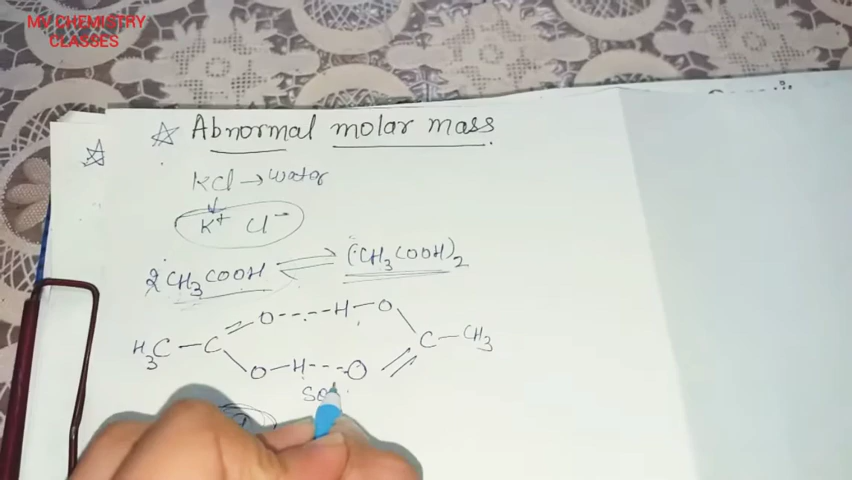 MV CHEMISTRY
CLASSES
Abnormal molar mass
KCl → water
K⁺ Cl⁻
2CH₃COOH ⇌ (CH₃COOH)₂
O ----- H — O
H₃C — C C — CH₃
O — H ---- O